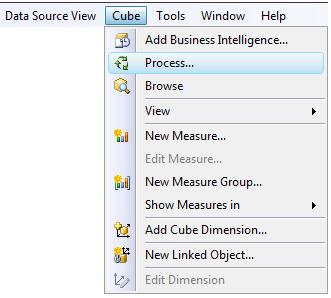 Data Source View Cube Tools Window Help
Add Business Intelligence...
Process...
Browse
View
New Measure...
Edit Measure...
New Measure Group...
Show Measures in
Add Cube Dimension...
New Linked Object...
Edit Dimension